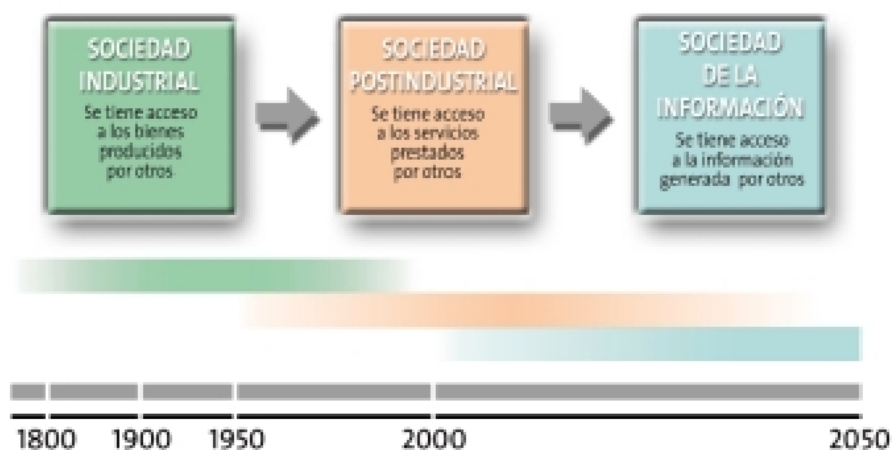 SOCIEDAD
INDUSTRIAL
Se tiene acceso
a los bienes
producidos
por otros
SOCIEDAD
POSTINDUSTRIAL
Se tiene acceso
a los servicios
prestados
por otros
SOCIEDAD
DE LA
INFORMACIÓN
Se tiene acceso
a la información
generada por otros
1800 1900 1950 2000 2050